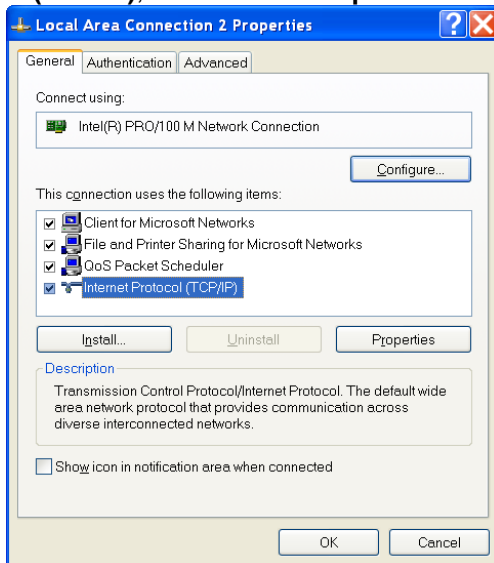 Local Area Connection 2 Properties
General Authentication Advanced
Connect using:
Intel(R) PRO/100 M Network Connection
Configure...
This connection uses the following items:
Client for Microsoft Networks
File and Printer Sharing for Microsoft Networks
QoS Packet Scheduler
Internet Protocol (TCP/IP)
Install... Uninstall Properties
Description
Transmission Control Protocol/Internet Protocol. The default wide
area network protocol that provides communication across
diverse interconnected networks.
Show icon in notification area when connected
OK Cancel